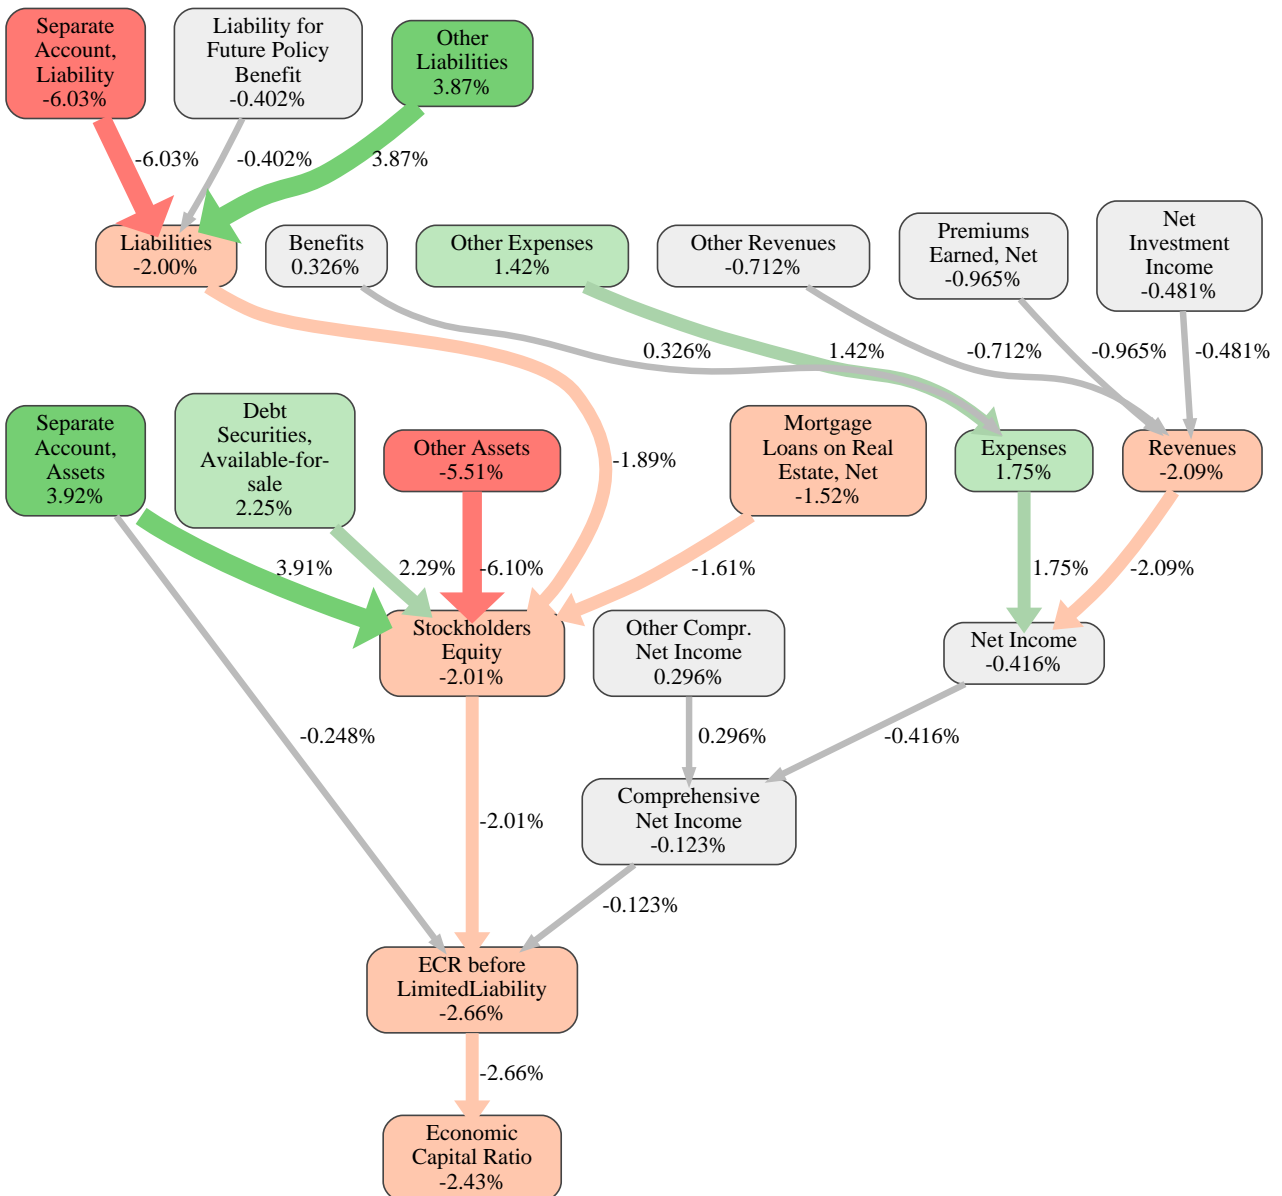 Separate
Account,
Liability
-6.03%
Liability for
Future Policy
Benefit
-0.402%
Other
Liabilities
3.87%
-6.03%
-0.402%
3.87%
Liabilities
-2.00%
Benefits
0.326%
Other Expenses
1.42%
Other Revenues
-0.712%
Premiums
Earned, Net
-0.965%
Net
Investment
Income
-0.481%
0.326%
1.42%
-0.712%
-0.965%
-0.481%
Separate
Account,
Assets
3.92%
Debt
Securities,
Available-for-
sale
2.25%
Other Assets
-5.51%
-1.89%
Mortgage
Loans on Real
Estate, Net
-1.52%
Expenses
1.75%
Revenues
-2.09%
3.91%
2.29%
-6.10%
-1.61%
1.75%
-2.09%
Stockholders
Equity
-2.01%
Other Compr.
Net Income
0.296%
Net Income
-0.416%
-0.248%
0.296%
-0.416%
-2.01%
Comprehensive
Net Income
-0.123%
-0.123%
ECR before
LimitedLiability
-2.66%
-2.66%
Economic
Capital Ratio
-2.43%